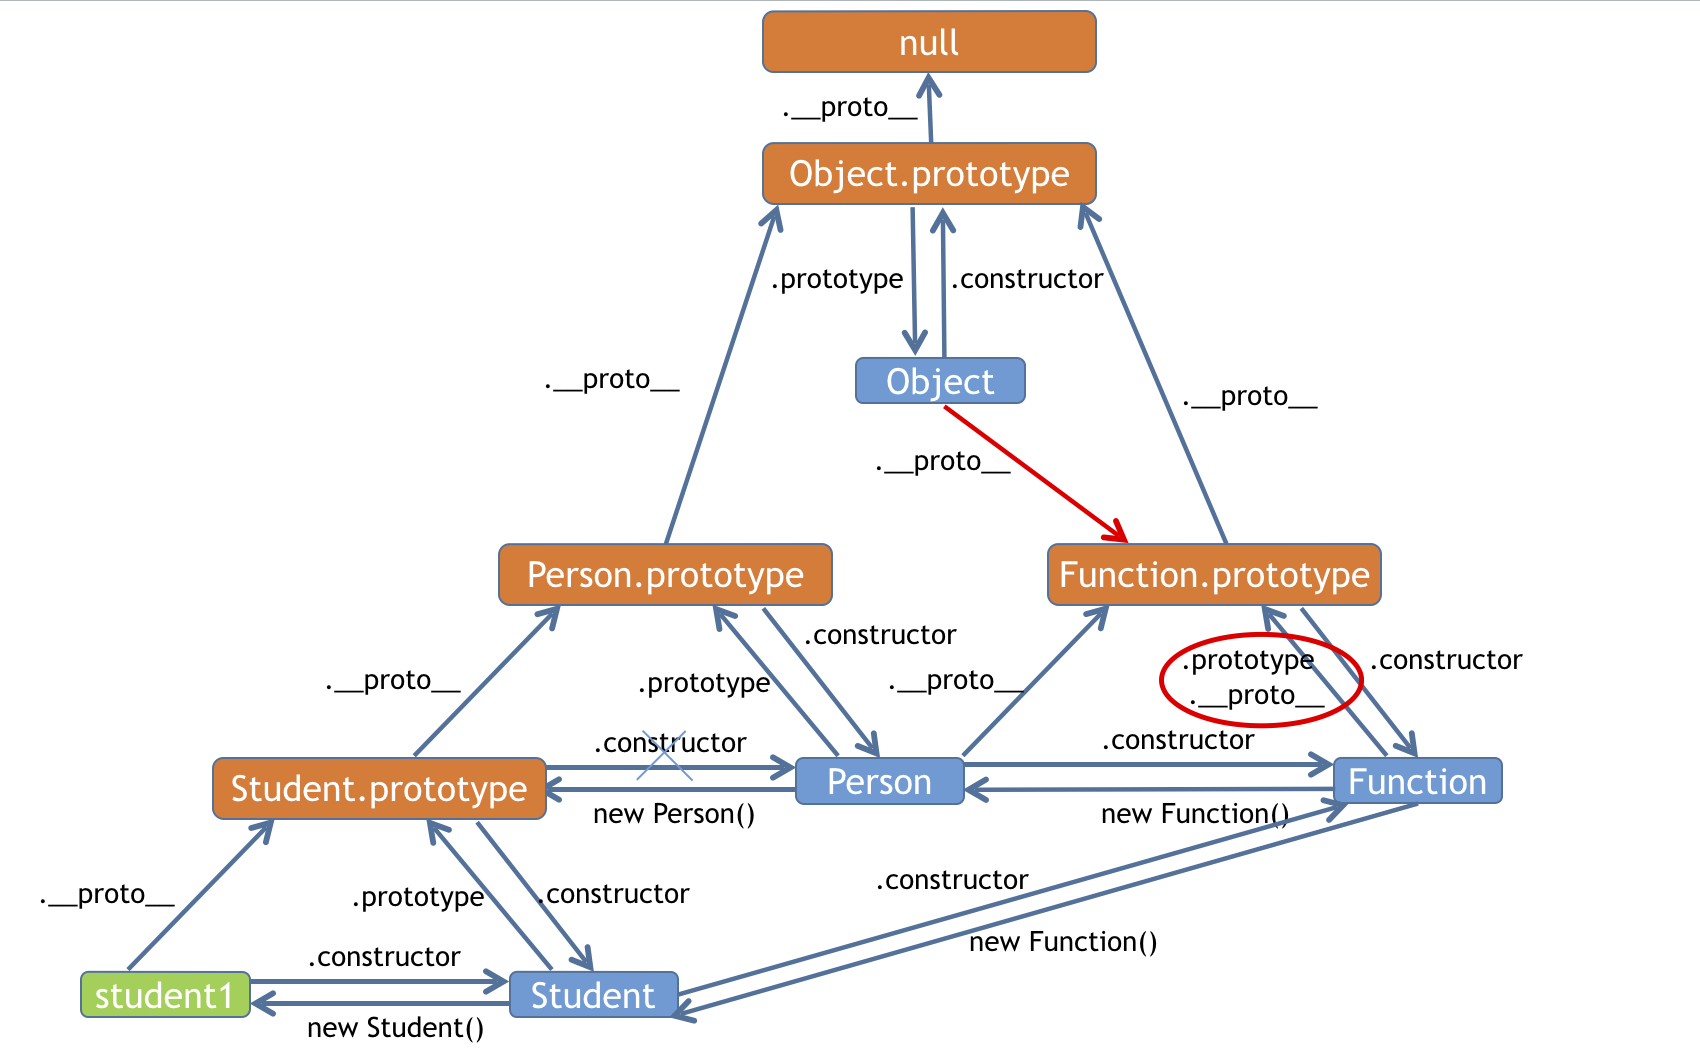 null
.__proto__
Object.prototype
.prototype
.constructor
Object
.__proto__
.__proto__
.__proto__
Person.prototype
Function.prototype
.constructor
.prototype
.constructor
.__proto__
.prototype
.__proto__
.__proto__
.constructor
.constructor
Student.prototype
Person
Function
new Person()
new Function()
.constructor
.__proto__
.prototype
.constructor
new Function()
.constructor
student1
Student
new Student()